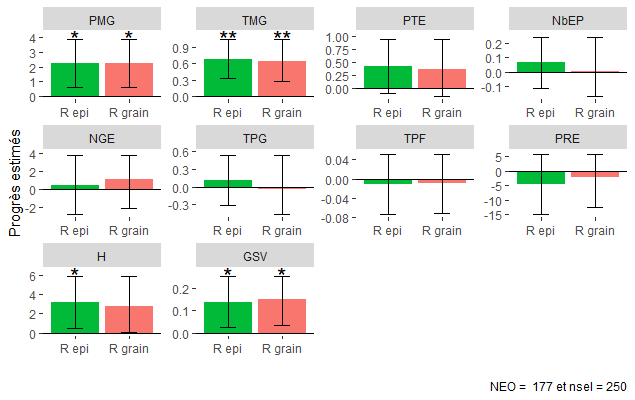 PMG TMG PTE NbEP
* * ** **
4 3 2 1 0
0.9 0.6 0.3 0.0
1.00 0.75 0.50 0.25 0.00
0.2 0.1 0.0 -0.1
R epi R grain R epi R grain R epi R grain R epi R grain
Progrès estimés
NGE TPG TPF PRE
4 2 0 -2
0.6 0.3 0.0 -0.3
0.04 0.00 -0.04 -0.08
5 0 -5 -10 -15
R epi R grain R epi R grain R epi R grain R epi R grain
H GSV
* * *
6 4 2 0
0.2 0.1 0.0
R epi R grain R epi R grain
NEO = 177 et nsel = 250